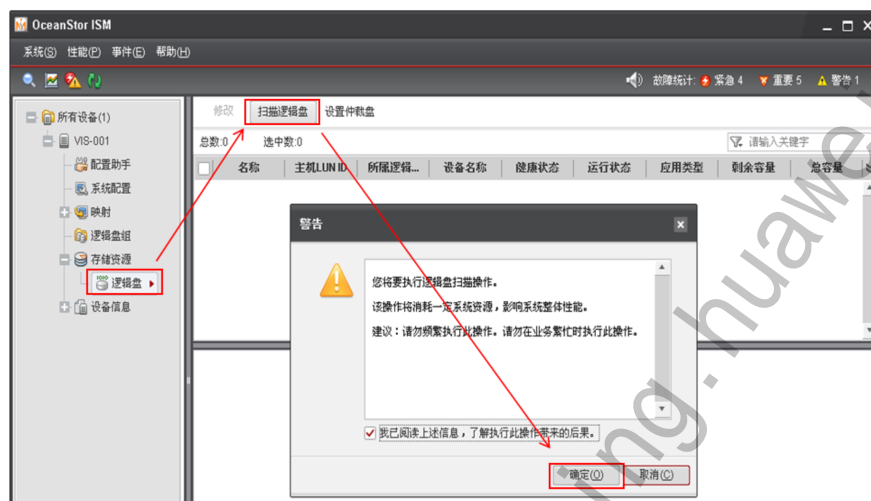 OceanStor ISM
系统(S) 性能(P) 事件(E) 帮助(H)
故障统计: 紧急 4 重要 5 警告 1
所有设备(1)
VIS-001
配置助手
系统配置
映射
逻辑盘组
存储资源
逻辑盘
设备信息
修改 扫描逻辑盘 设置仲裁盘
总数:0 选中数:0 请输入关键字
名称 主机LUN ID 所属逻辑... 设备名称 健康状态 运行状态 应用类型 剩余容量 总容量
警告
您将要执行逻辑盘扫描操作。
该操作将消耗一定系统资源，影响系统整体性能。
建议：请勿频繁执行此操作。请勿在业务繁忙时执行此操作。
我已阅读上述信息，了解执行此操作带来的后果。
确定(O) 取消(C)
ing.huawei